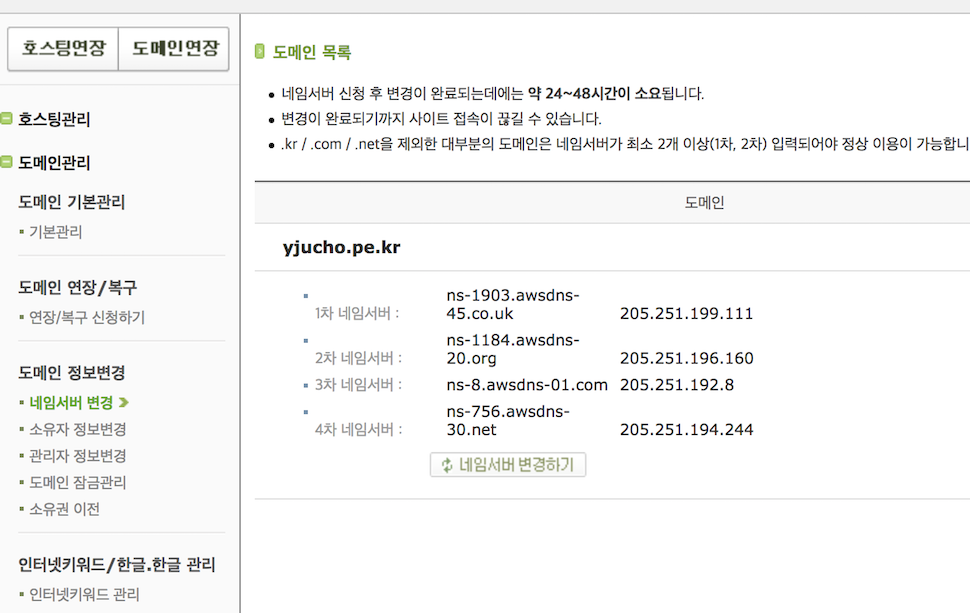 호스팅연장 도메인연장
호스팅관리
도메인관리
도메인 기본관리
기본관리
도메인 연장/복구
연장/복구 신청하기
도메인 정보변경
네임서버 변경
소유자 정보변경
관리자 정보변경
도메인 잠금관리
소유권 이전
인터넷키워드/한글.한글 관리
인터넷키워드 관리
도메인 목록
네임서버 신청 후 변경이 완료되는데에는 약 24~48시간이 소요됩니다.
변경이 완료되기까지 사이트 접속이 끊길 수 있습니다.
.kr / .com / .net을 제외한 대부분의 도메인은 네임서버가 최소 2개 이상(1차, 2차) 입력되어야 정상 이용이 가능합니
도메인
yjucho.pe.kr
ns-1903.awsdns-
1차 네임서버 : 45.co.uk 205.251.199.111
ns-1184.awsdns-
2차 네임서버 : 20.org 205.251.196.160
3차 네임서버 : ns-8.awsdns-01.com 205.251.192.8
ns-756.awsdns-
4차 네임서버 : 30.net 205.251.194.244
네임서버 변경하기